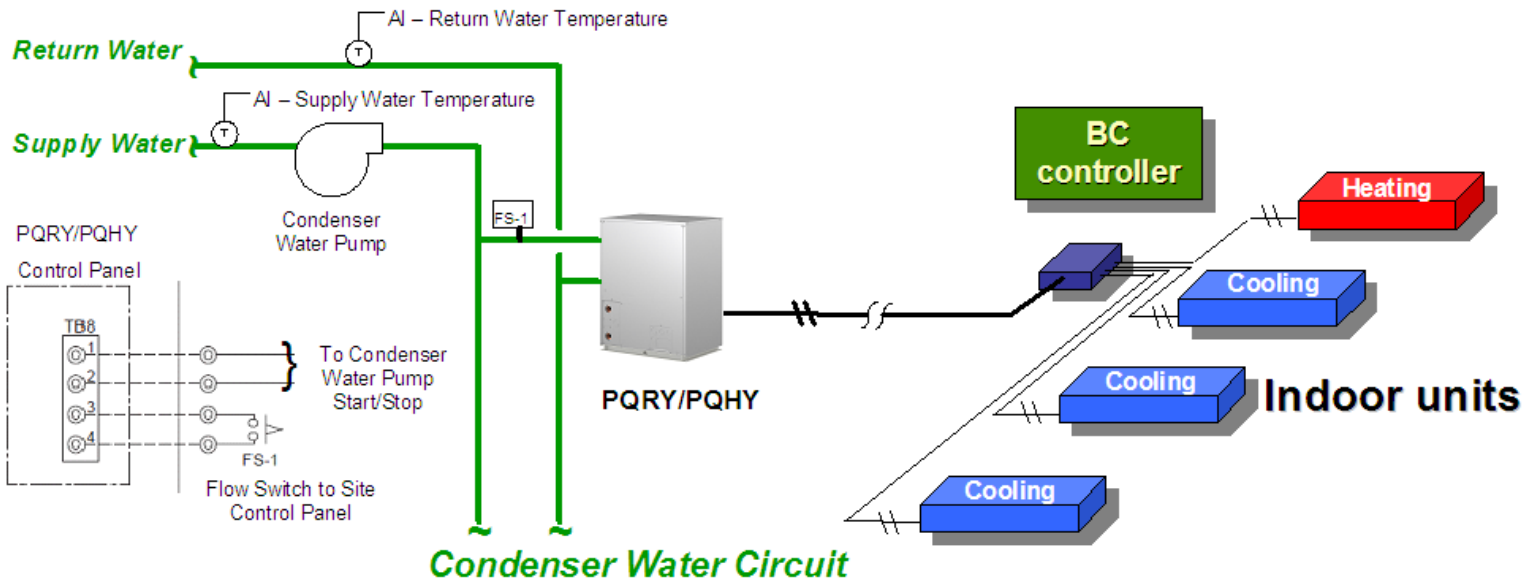 AI – Return Water Temperature
Return Water
T
AI – Supply Water Temperature
Supply Water
T
Condenser
Water Pump
FS-1
BC
controller
Heating
Cooling
Cooling
Indoor units
Cooling
PQRY/PQHY
PQRY/PQHY
Control Panel
TB8
1
2
3
4
To Condenser
Water Pump
Start/Stop
FS-1
Flow Switch to Site
Control Panel
Condenser Water Circuit